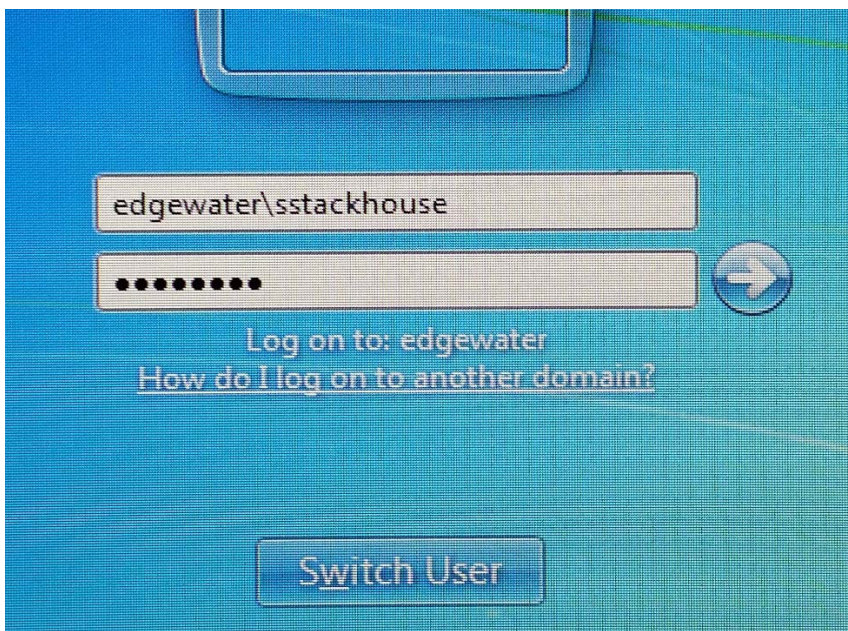 edgewater\sstackhouse
••••••••
Log on to: edgewater
How do I log on to another domain?
Switch User